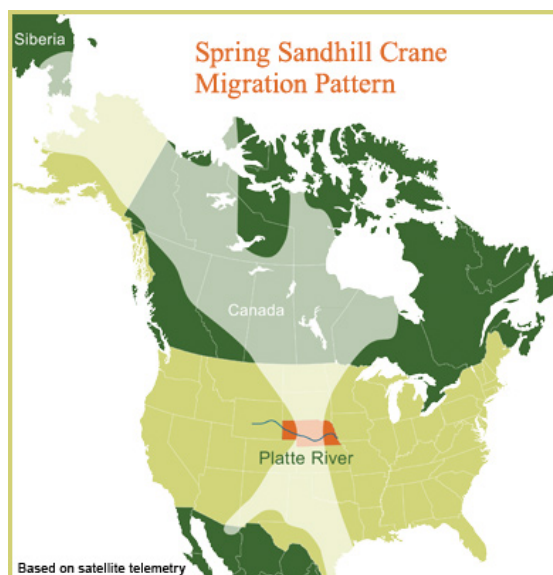 Siberia
Spring Sandhill Crane
Migration Pattern
Canada
Platte River
Based on satellite telemetry